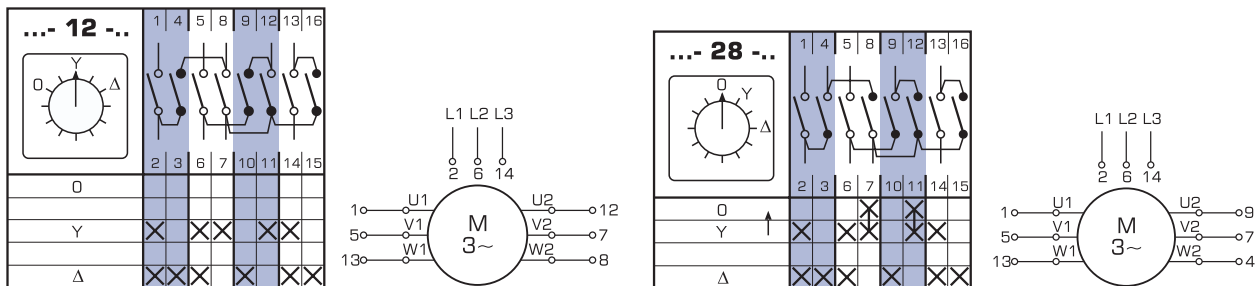 ...- 12 -..
1 4 5 8 9 12 13 16
0 Y Δ
2 3 6 7 10 11 14 15
0
Y X X X X X
Δ X X X X X X
L1 L2 L3
2 6 14
1 U1 U2 12
5 V1 V2 7
13 W1 W2 8
M
3~
...- 28 -..
1 4 5 8 9 12 13 16
0 Y Δ
2 3 6 7 10 11 14 15
0 X X
Y X X X X X
Δ X X X X X X
L1 L2 L3
2 6 14
1 U1 U2 9
5 V1 V2 7
13 W1 W2 4
M
3~